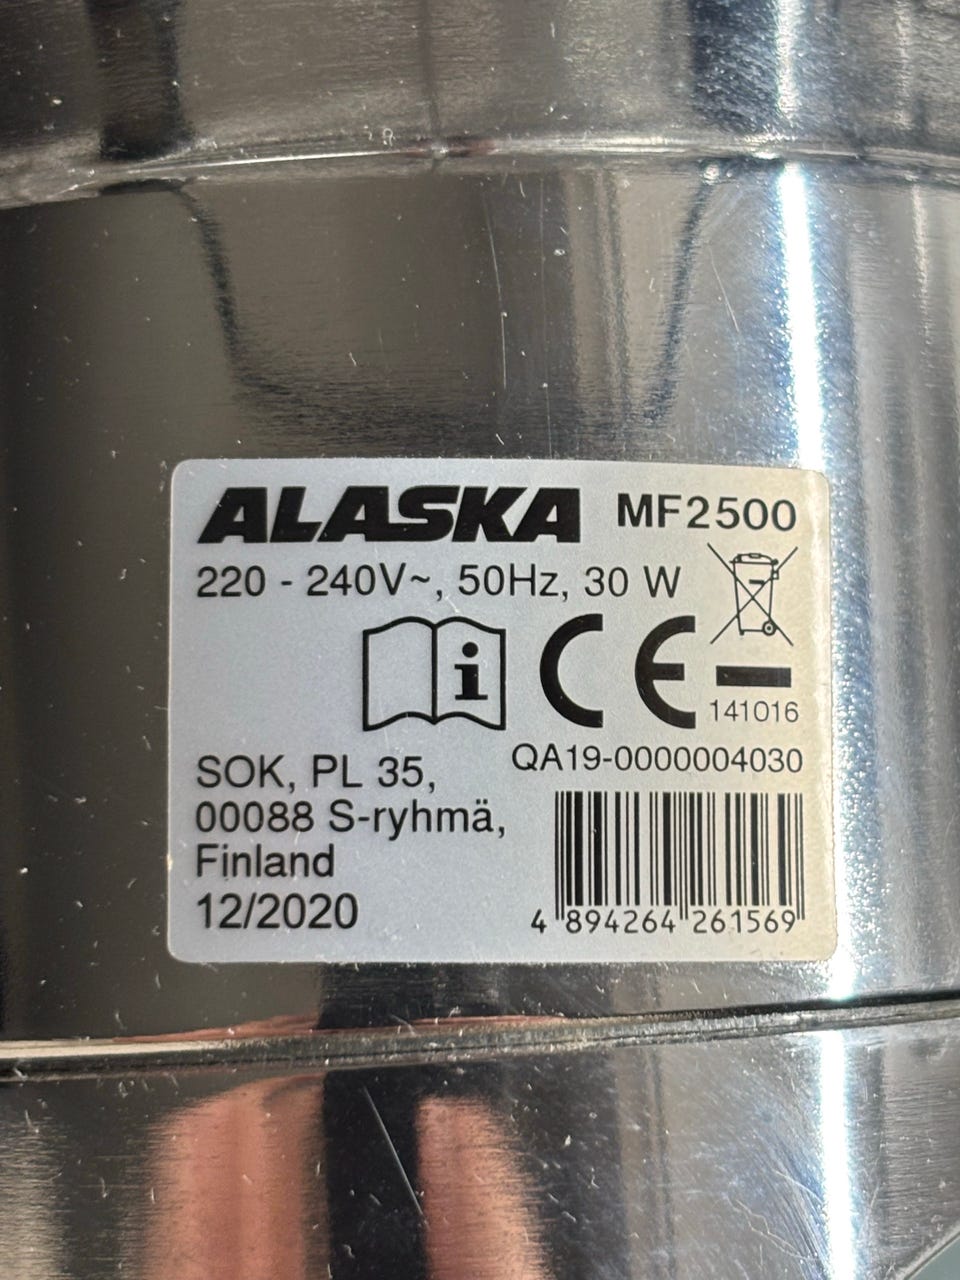 ALASKA MF2500
220 - 240V~, 50Hz, 30 W
i CE
141016
QA19-0000004030
SOK, PL 35,
00088 S-ryhmä,
Finland
12/2020
4 894264 261569